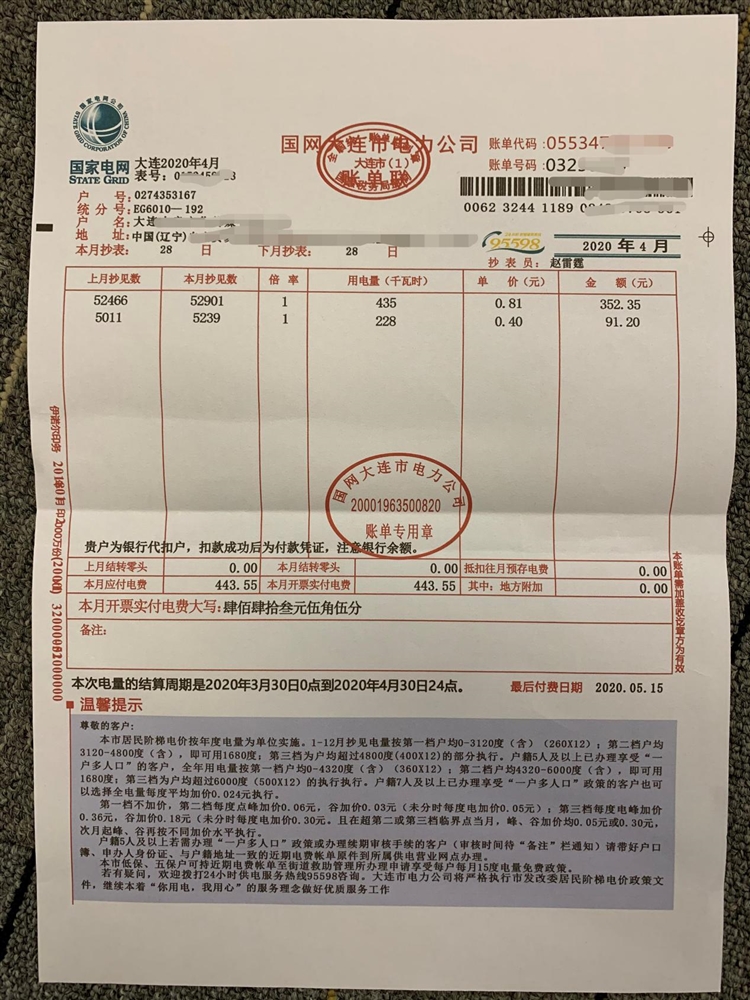 国家电网
STATE GRID
大连2020年4月
国网大连市电力公司
大连市(1)
账单联
账单代码:055347
账单号码:032
表号:
户 号:0274353167
统 分 号:EG6010—192
户 名:大连
地 址:中国(辽宁)
0062 3244 1189
95598
2020 年 4 月
本月抄表: 28 日 下月抄表: 28 日
抄 表 员: 赵雷霆
上月抄见数 本月抄见数 倍 率 用电量(千瓦时) 单 价(元) 金 额(元)
52466 52901 1 435 0.81 352.35
5011 5239 1 228 0.40 91.20
国网大连市电力公司
20001963500820
账单专用章
贵户为银行代扣户,扣款成功后为付款凭证,注意银行余额。
上月结转零头 0.00 本月结转零头 0.00 抵扣往月预存电费 0.00
本月应付电费 443.55 本月开票实付电费 443.55 其中:地方附加 0.00
本月开票实付电费大写:肆佰肆拾叁元伍角伍分
备注:
本账单需加盖收讫章方为有效
伊诺尔印务
本次电量的结算周期是2020年3月30日0点到2020年4月30日24点。
最后付费日期 2020.05.15
温馨提示
尊敬的客户:
本市居民阶梯电价按年度电量为单位实施。1-12月抄见电量按第一档户均0-3120度(含)(260X12);第二档户均
3120-4800度(含),即可用1680度;第三档为户均超过4800度(400X12)的部分执行。户籍5人及以上已办理享受“一
户多人口”的客户,全年用电量按第一档户均0-4320度(含)(360X12);第二档户均4320-6000度(含),即可用
1680度;第三档为户均超过6000度(500X12)的执行执行。户籍7人及以上已办理享受“一户多人口”政策的客户也可
以选择全电量每度平均加价0.024元执行。
第一档不加价,第二档每度点峰加价0.06元,谷加价0.03元(未分时每度电加价0.05元);第三档每度电峰加价
0.36元,谷加价0.18元(未分时每度电加价0.30元。且在超第二或第三档临界点当月,峰、谷加价均0.05元或0.30元,
次月起峰、谷再按不同加价水平执行。
户籍5人及以上若需办理“一户多人口”政策或办理续期审核手续的客户(审核时间待“备注”栏通知)请带好户口
簿、申办人身份证、与户籍地址一致的近期电费帐单原件到所属供电营业网点办理。
本市低保、五保户可持近期电费帐单至街道救助管理所办理申请享受每户每月15度电量免费政策。
若有疑问,欢迎拨打24小时供电服务热线95598咨询。大连市电力公司将严格执行市发改委居民阶梯电价政策文
件,继续本着“你用电,我用心”的服务理念做好优质服务工作